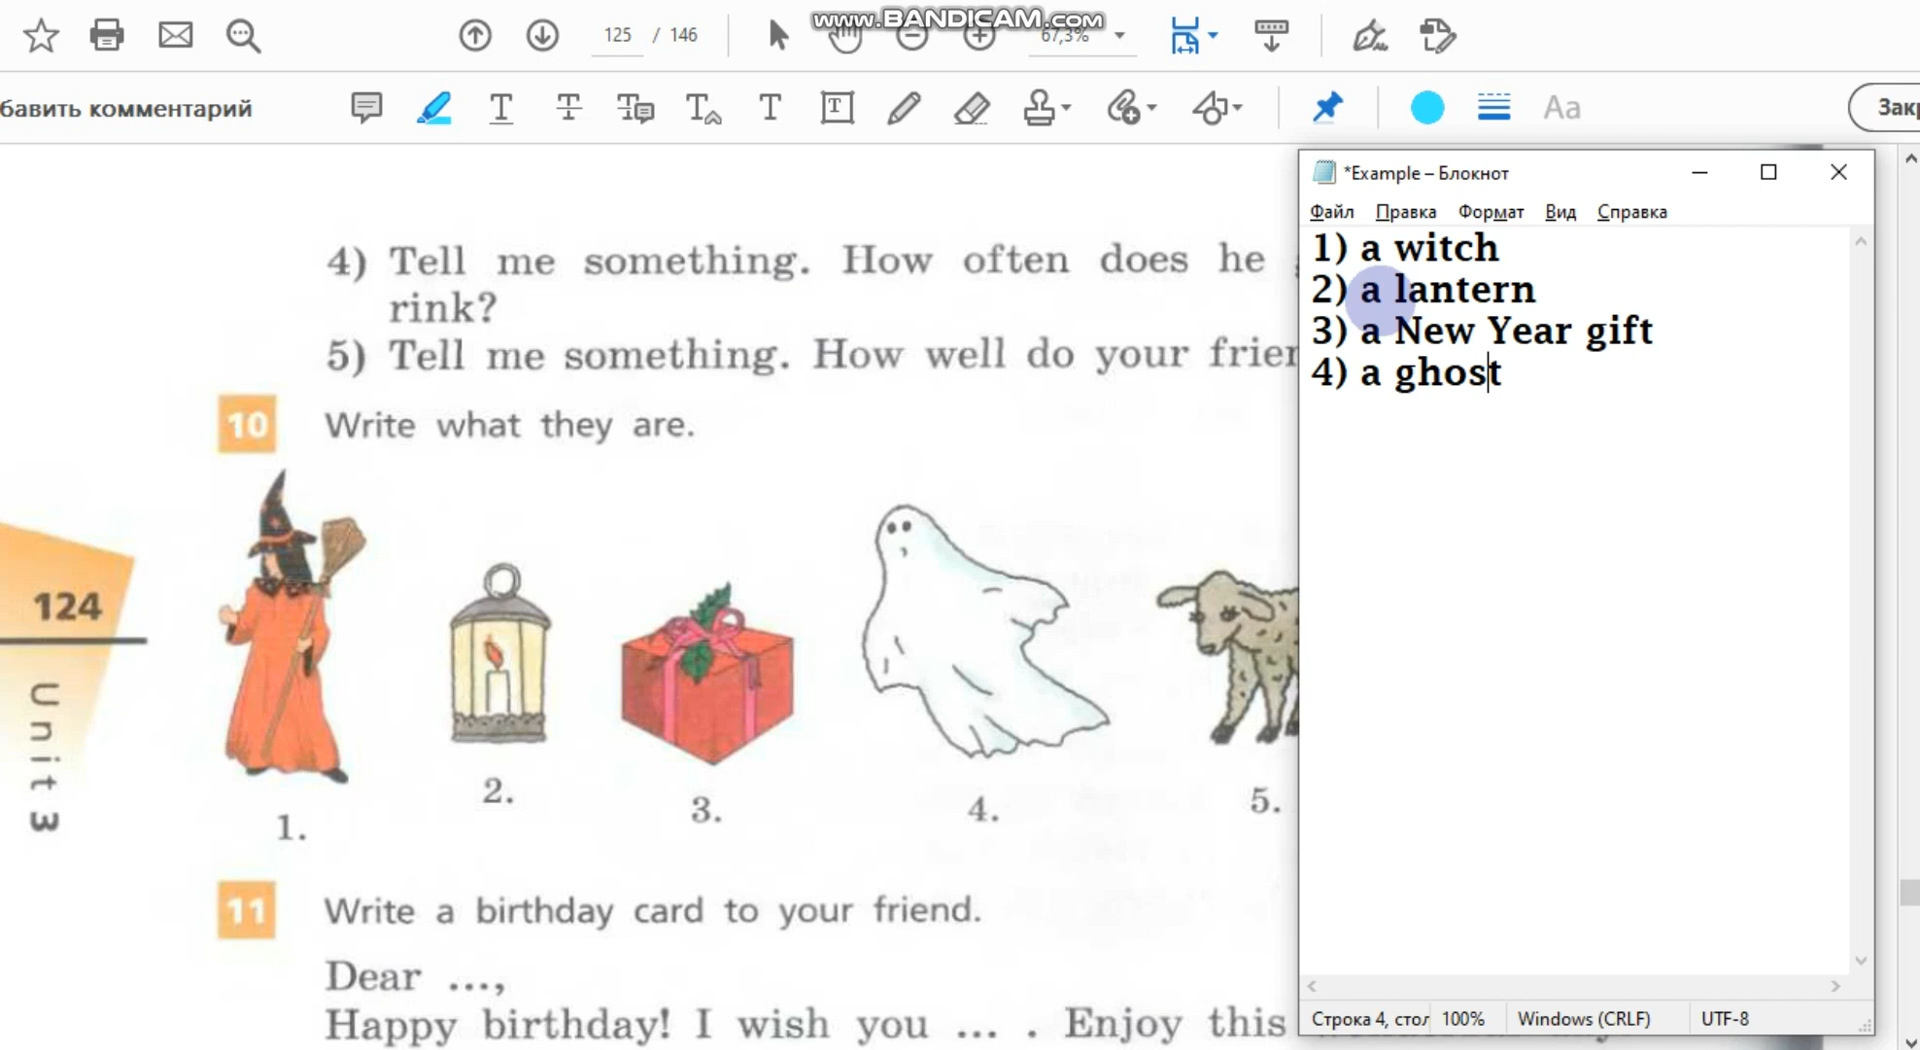 www.BANDICAM.com
125 / 146
67,3%
бавить комментарий
Aa
4) Tell me something. How often does he
rink?
5) Tell me something. How well do your
10 Write what they are.
1.
2.
3.
4.
5.
124
Unit 3
11 Write a birthday card to your friend.
Dear ...,
Happy birthday! I wish you ... . Enjoy this
*Example – Блокнот
Файл Правка Формат Вид Справка
1) a witch
2) a lantern
3) a New Year gift
4) a ghost
Строка 4, 100% Windows (CRLF) UTF-8